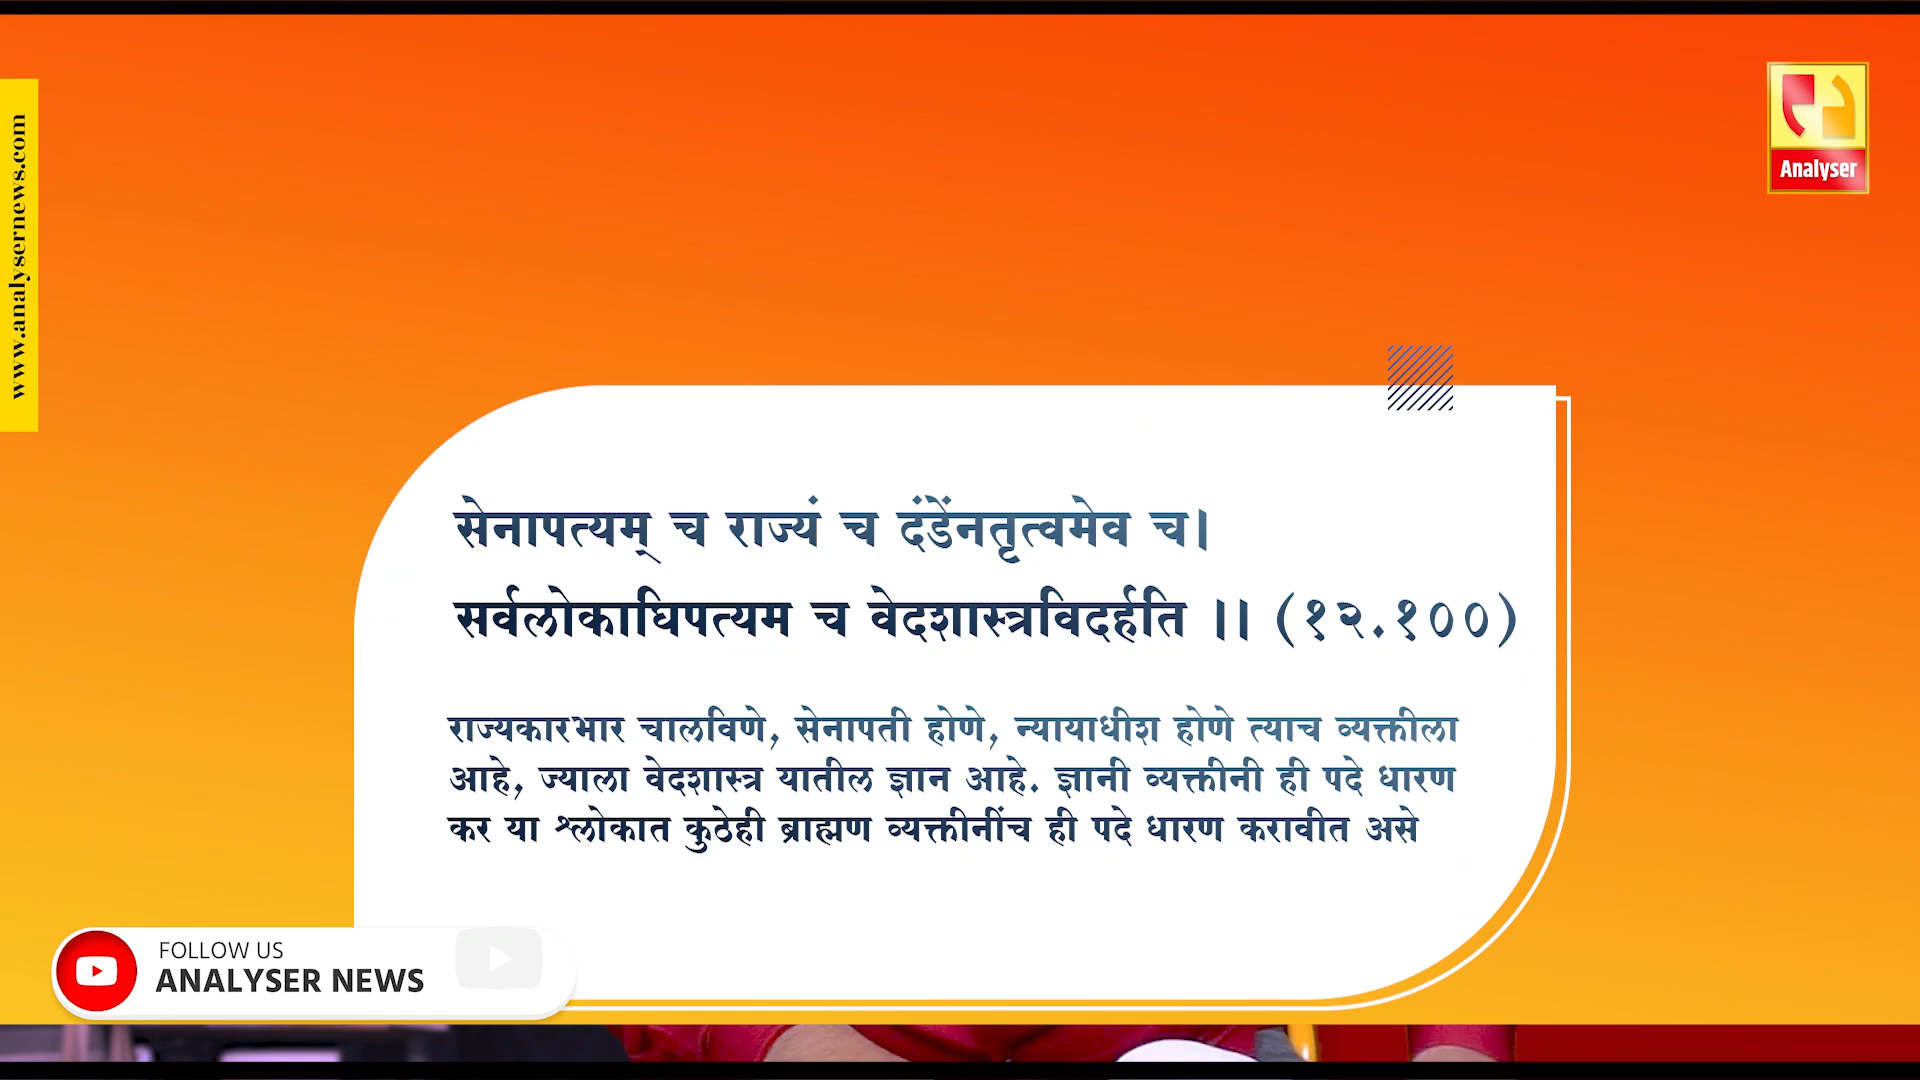 www.analysernews.com
Analyser
सेनापत्यम् च राज्यं च दंडेंनतृत्वमेव च।
सर्वलोकाधिपत्यम च वेदशास्त्रविदर्हति ।। (१२.१००)
राज्यकारभार चालविणे, सेनापती होणे, न्यायाधीश होणे त्याच व्यक्तीला
आहे, ज्याला वेदशास्त्र यातील ज्ञान आहे. ज्ञानी व्यक्तीनी ही पदे धारण
कर या श्लोकात कुठेही ब्राह्मण व्यक्तीनींच ही पदे धारण करावीत असे
FOLLOW US
ANALYSER NEWS